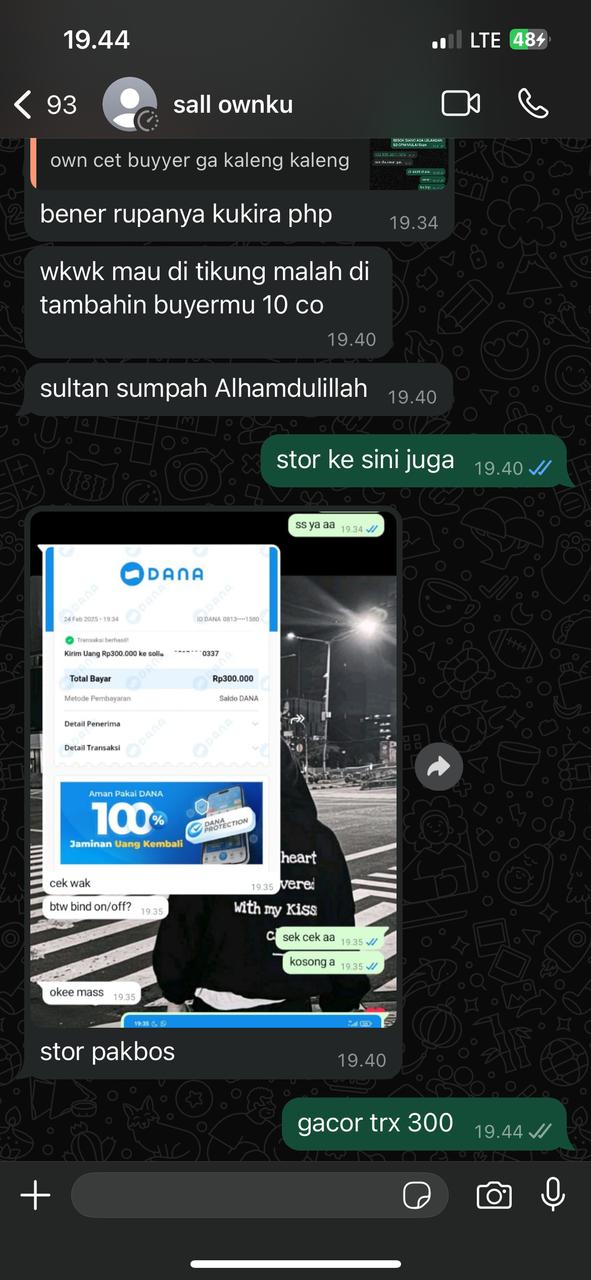 19.44
LTE 48
93
sall ownku
own cet buyyer ga kaleng kaleng
bener rupanya kukira php
19.34
wkwk mau di tikung malah di
tambahin buyermu 10 co
19.40
sultan sumpah Alhamdulillah
19.40
stor ke sini juga
19.40
ss ya aa
19.34
DANA
24 Feb 2025 • 19:34
ID DANA 0813····1380
Transaksi berhasil!
Kirim Uang Rp300.000 ke
0337
Total Bayar
Rp300.000
Metode Pembayaran
Saldo DANA
Detail Penerima
Detail Transaksi
Aman Pakai DANA
100%
DANA
PROTECTION
Jaminan Uang Kembali
cek wak
19.35
heart
vered
With my Kiss
btw bind on/off?
19.35
sek cek aa
19.35
kosong a
19.35
okee mass
19.35
19:35
stor pakbos
19.40
gacor trx 300
19.44